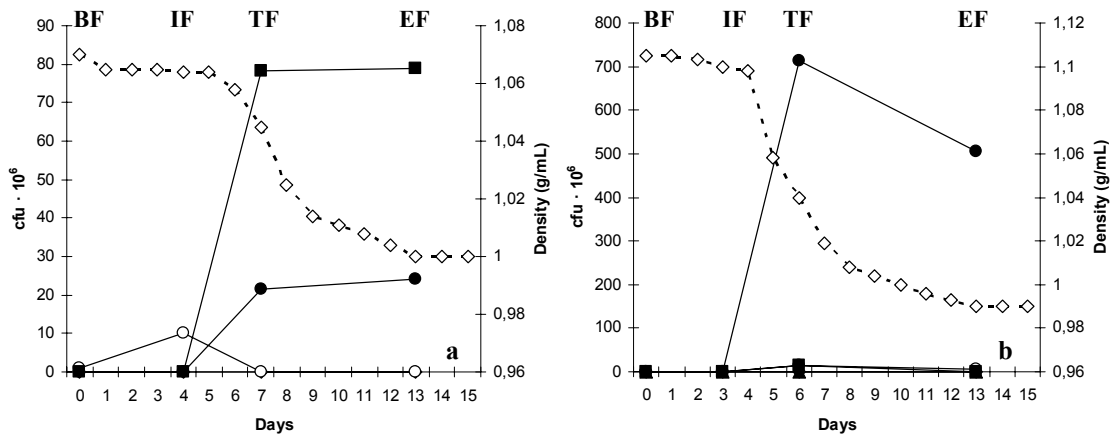 BF IF TF EF
90 80 70 60 50 40 30 20 10 0
cfu · 10⁶
1,08 1,06 1,04 1,02 1 0,98 0,96
Density (g/mL)
a
0 1 2 3 4 5 6 7 8 9 10 11 12 13 14 15
Days
BF IF TF EF
800 700 600 500 400 300 200 100 0
cfu · 10⁶
1,12 1,10 1,08 1,06 1,04 1,02 1 0,98 0,96
Density (g/mL)
b
0 1 2 3 4 5 6 7 8 9 10 11 12 13 14 15
Days